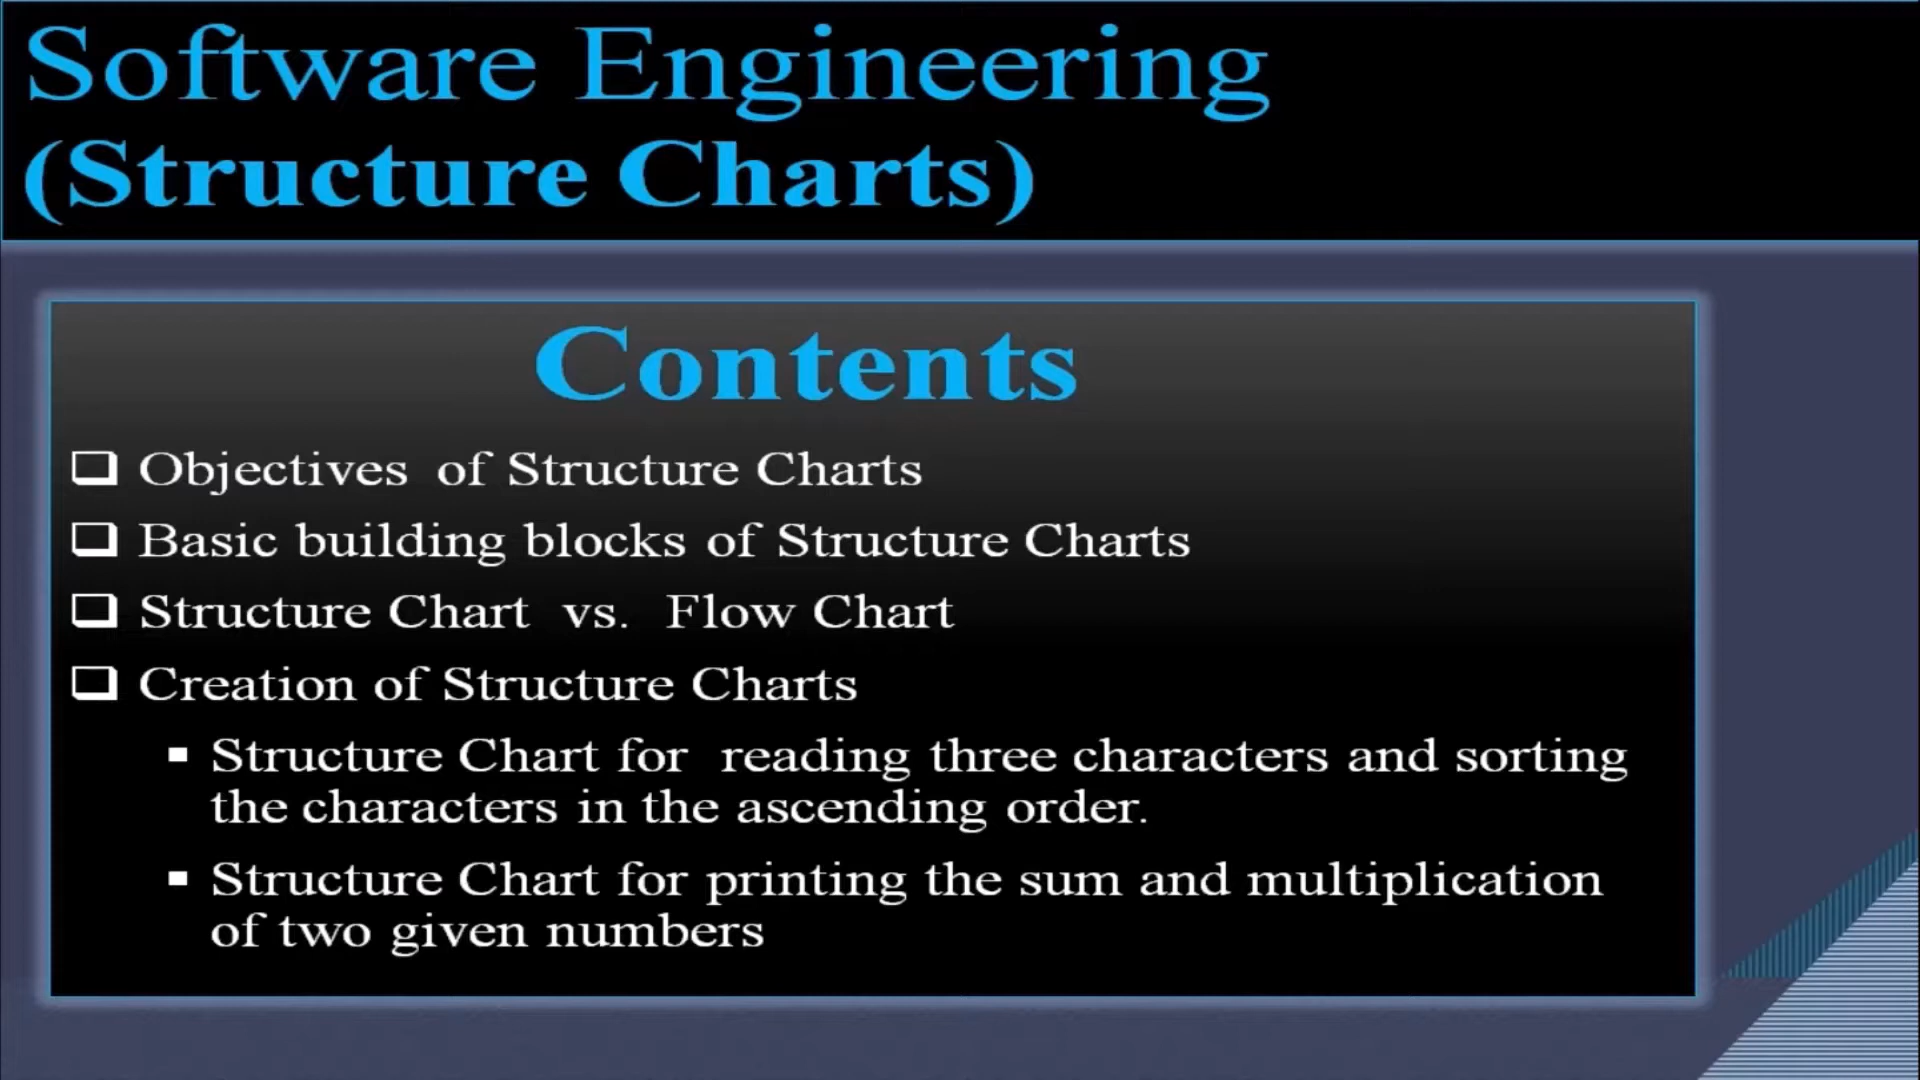 Software Engineering
(Structure Charts)
Contents
Objectives of Structure Charts
Basic building blocks of Structure Charts
Structure Chart vs. Flow Chart
Creation of Structure Charts
Structure Chart for reading three characters and sorting
the characters in the ascending order.
Structure Chart for printing the sum and multiplication
of two given numbers